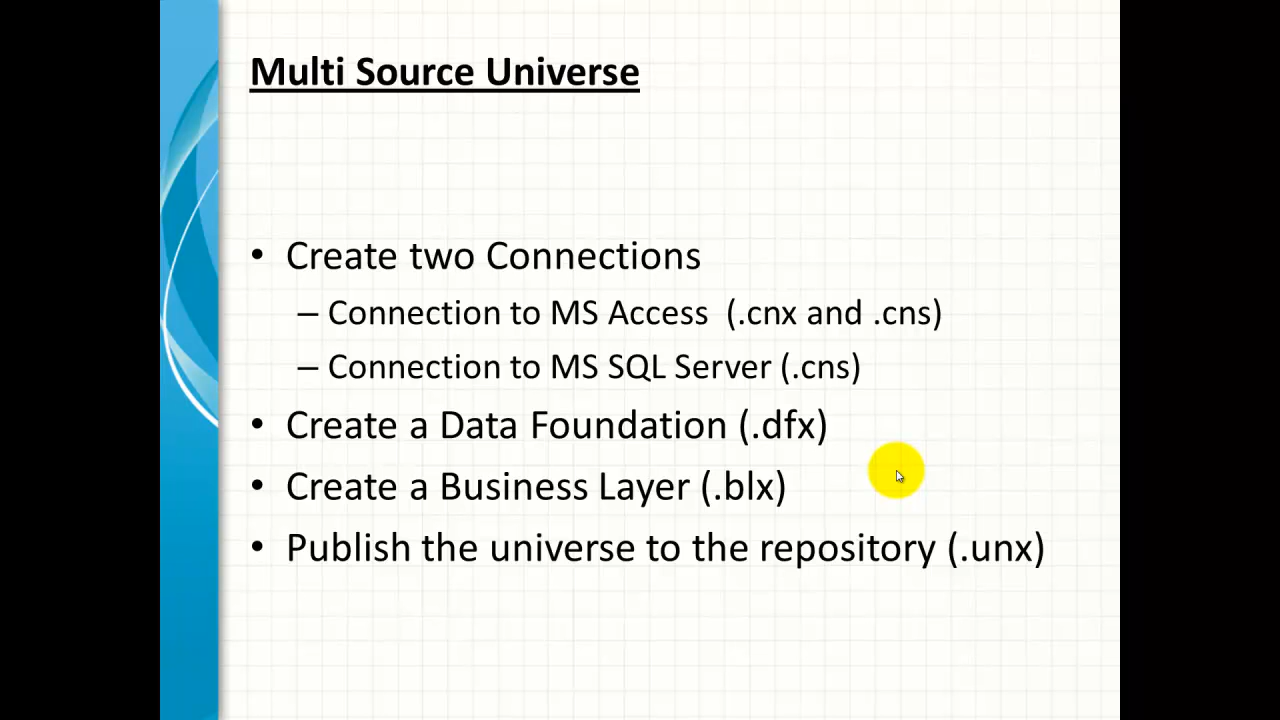 Multi Source Universe
• Create two Connections
– Connection to MS Access (.cnx and .cns)
– Connection to MS SQL Server (.cns)
• Create a Data Foundation (.dfx)
• Create a Business Layer (.blx)
• Publish the universe to the repository (.unx)